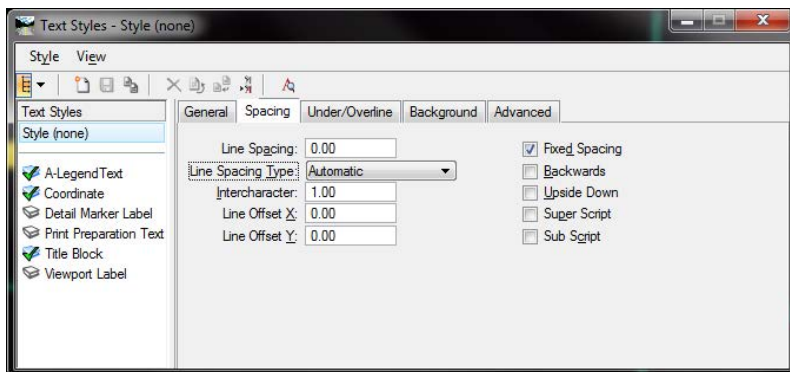 Text Styles - Style (none)
Style View
Text Styles
Style (none)
A-LegendText
Coordinate
Detail Marker Label
Print Preparation Text
Title Block
Viewport Label
General Spacing Under/Overline Background Advanced
Line Spacing: 0.00
Line Spacing Type: Automatic
Intercharacter: 1.00
Line Offset X: 0.00
Line Offset Y: 0.00
Fixed Spacing
Backwards
Upside Down
Super Script
Sub Script